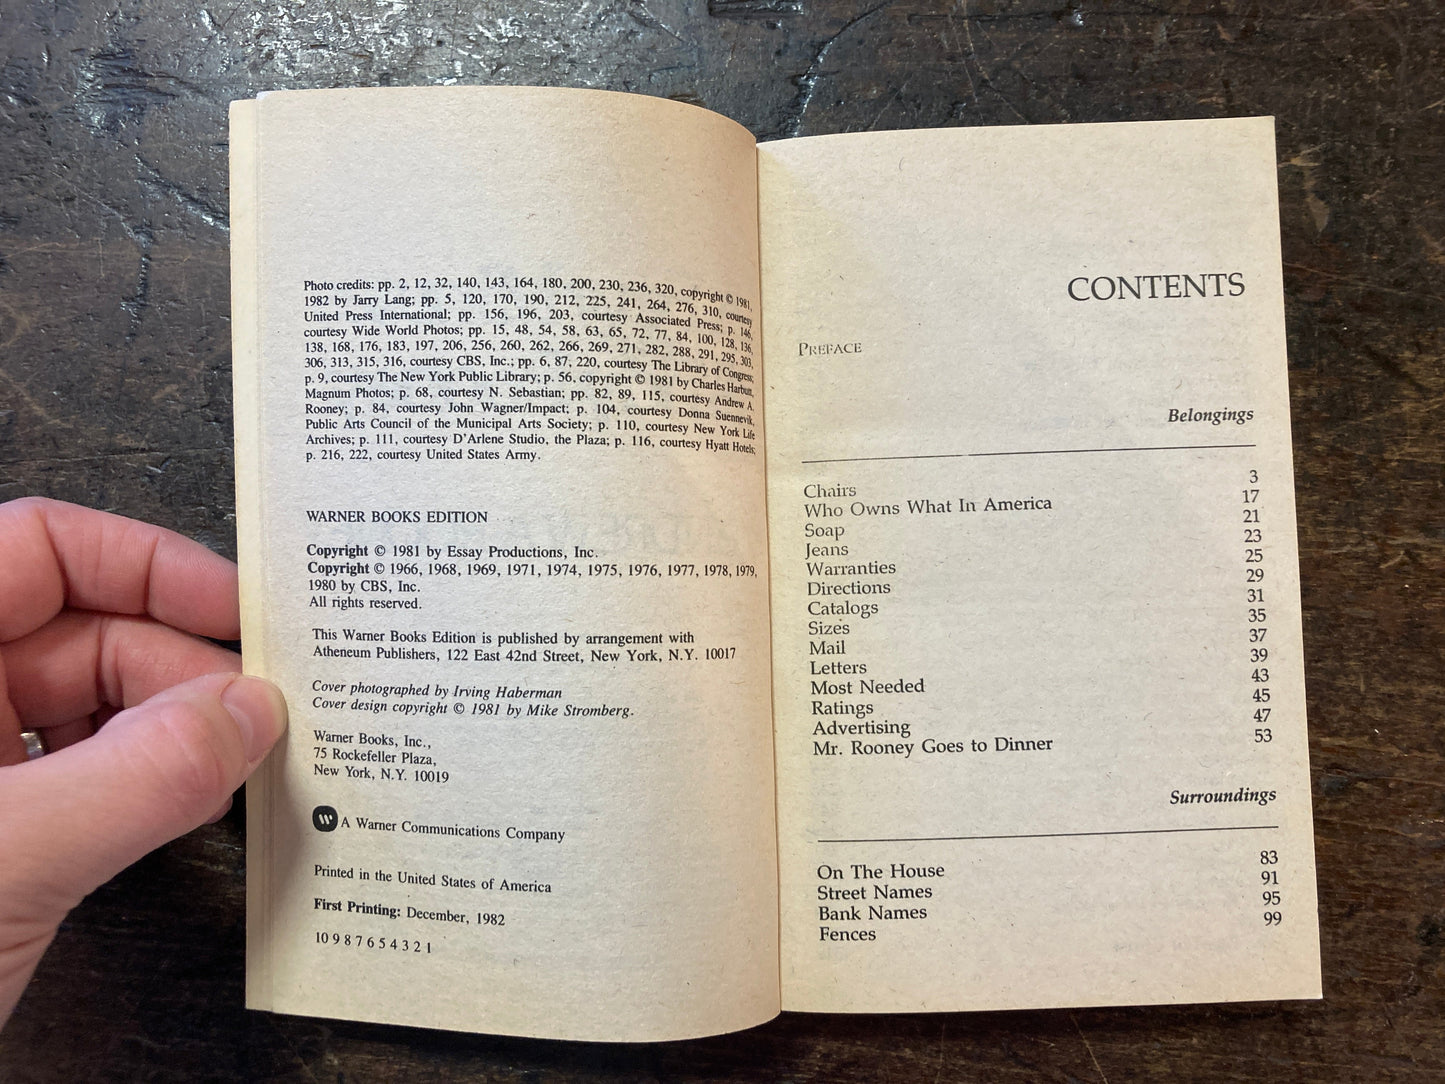 Photo credits: pp. 2, 12, 32, 140, 143, 164, 180, 200, 230, 236, 320, copyright © 1981,
1982 by Jarry Lang; pp. 5, 120, 170, 190, 212, 225, 241, 264, 276, 310, courtesy
United Press International; pp. 156, 196, 203, courtesy Associated Press; p. 146,
courtesy Wide World Photos; pp. 15, 48, 54, 58, 63, 65, 72, 77, 84, 100, 128, 136,
138, 168, 176, 183, 197, 206, 256, 260, 262, 266, 269, 271, 282, 288, 291, 295, 303,
306, 313, 315, 316, courtesy CBS, Inc.; pp. 6, 87, 220, courtesy The Library of Congress;
p. 9, courtesy The New York Public Library; p. 56, copyright © 1981 by Charles Harbutt,
Magnum Photos; p. 68, courtesy N. Sebastian; pp. 82, 89, 115, courtesy Andrew A.
Rooney; p. 84, courtesy John Wagner/Impact; p. 104, courtesy Donna Suennevik,
Public Arts Council of the Municipal Arts Society; p. 110, courtesy New York Life
Archives; p. 111, courtesy D'Arlene Studio, the Plaza; p. 116, courtesy Hyatt Hotels;
p. 216, 222, courtesy United States Army.
WARNER BOOKS EDITION
Copyright © 1981 by Essay Productions, Inc.
Copyright © 1966, 1968, 1969, 1971, 1974, 1975, 1976, 1977, 1978, 1979,
1980 by CBS, Inc.
All rights reserved.
This Warner Books Edition is published by arrangement with
Atheneum Publishers, 122 East 42nd Street, New York, N.Y. 10017
Cover photographed by Irving Haberman
Cover design copyright © 1981 by Mike Stromberg.
Warner Books, Inc.,
75 Rockefeller Plaza,
New York, N.Y. 10019
W A Warner Communications Company
Printed in the United States of America
First Printing: December, 1982
10 9 8 7 6 5 4 3 2 1
CONTENTS
PREFACE
Belongings
Chairs 3
Who Owns What In America 17
Soap 21
Jeans 23
Warranties 25
Directions 29
Catalogs 31
Sizes 35
Mail 37
Letters 39
Most Needed 43
Ratings 45
Advertising 47
Mr. Rooney Goes to Dinner 53
Surroundings
On The House 83
Street Names 91
Bank Names 95
Fences 99